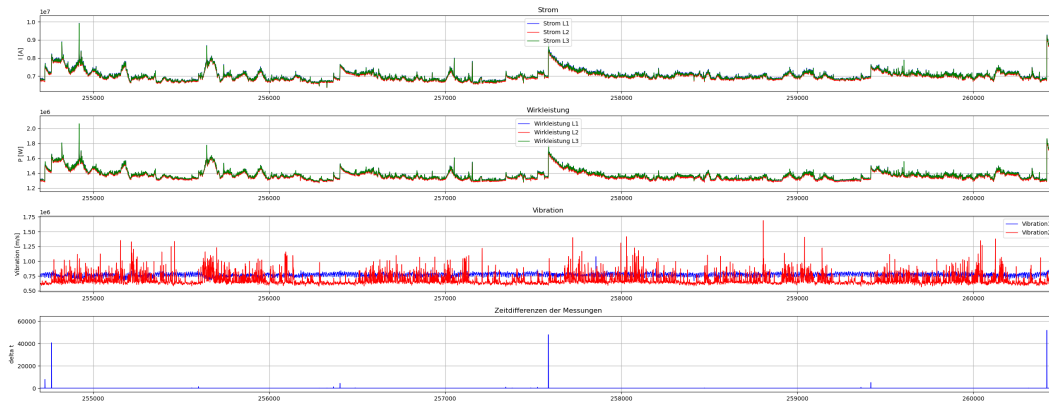 Strom
1e7
1.0
0.9
0.8
0.7
I [A]
Strom L1
Strom L2
Strom L3
255000 256000 257000 258000 259000 260000
Wirkleistung
1e6
2.0
1.8
1.6
1.4
1.2
P [W]
Wirkleistung L1
Wirkleistung L2
Wirkleistung L3
255000 256000 257000 258000 259000 260000
Vibration
1e6
1.75
1.50
1.25
1.00
0.75
0.50
Vibration [m/s]
Vibration1
Vibration2
255000 256000 257000 258000 259000 260000
Zeitdifferenzen der Messungen
60000
40000
20000
0
delta t
255000 256000 257000 258000 259000 260000